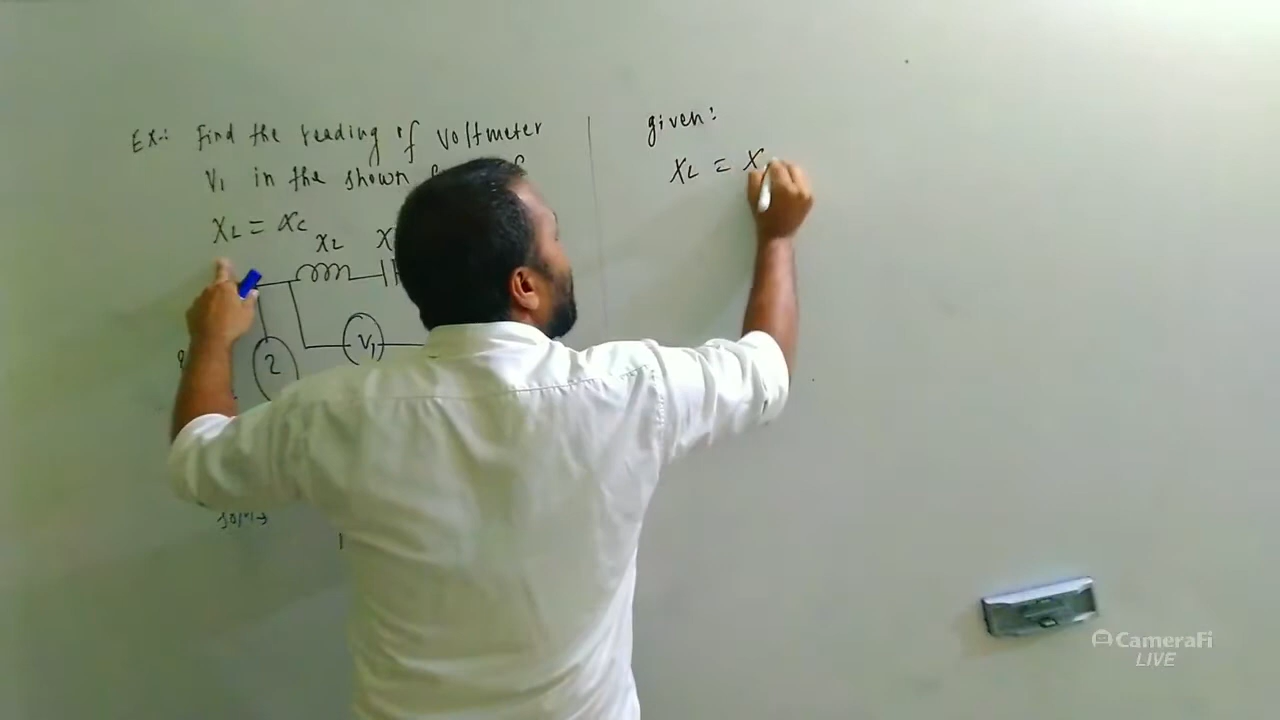 Ex:- Find the reading of voltmeter
V1 in the shown
XL = XC
XL X
V1
2
Soln→
given:
XL = X
CameraFi
LIVE